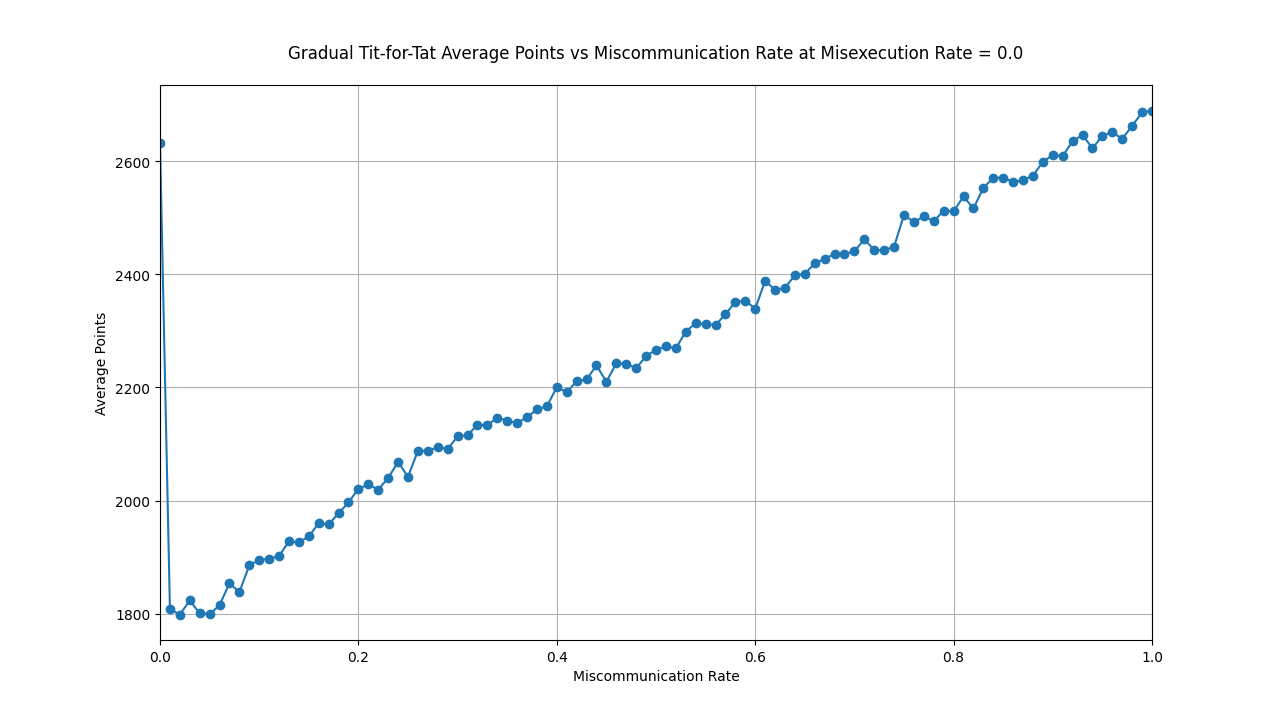 Gradual Tit-for-Tat Average Points vs Miscommunication Rate at Misexecution Rate = 0.0
2600
2400
2200
2000
1800
Average Points
0.0 0.2 0.4 0.6 0.8 1.0
Miscommunication Rate